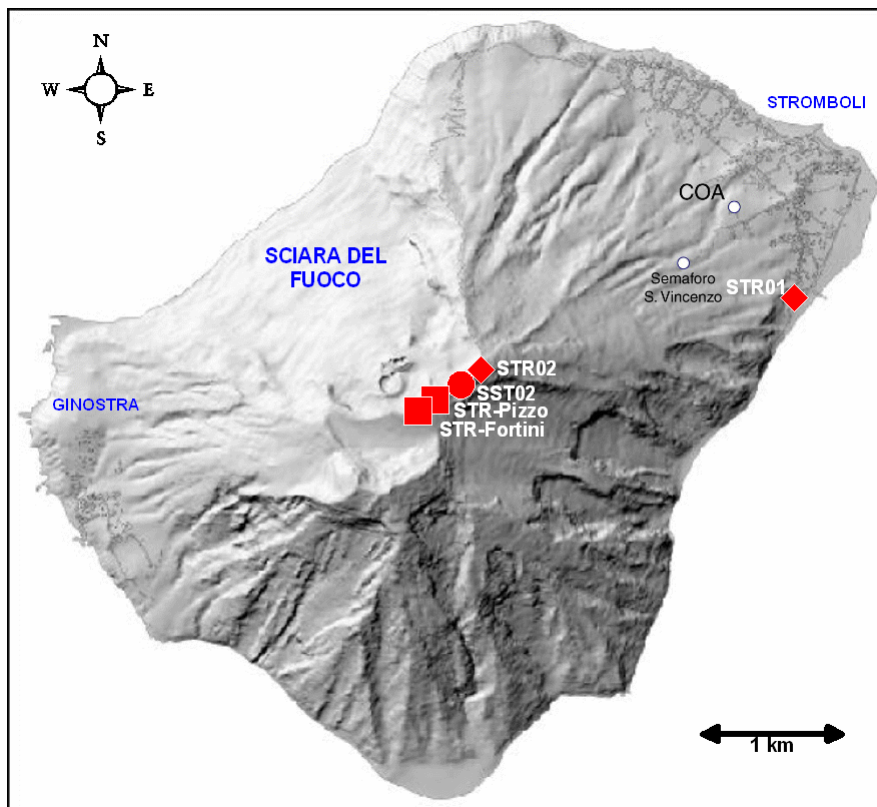 N
W E
S
STROMBOLI
COA
SCIARA DEL
FUOCO
Semaforo
S. Vincenzo
STR01
STR02
SST02
GINOSTRA
STR-Pizzo
STR-Fortini
1 km